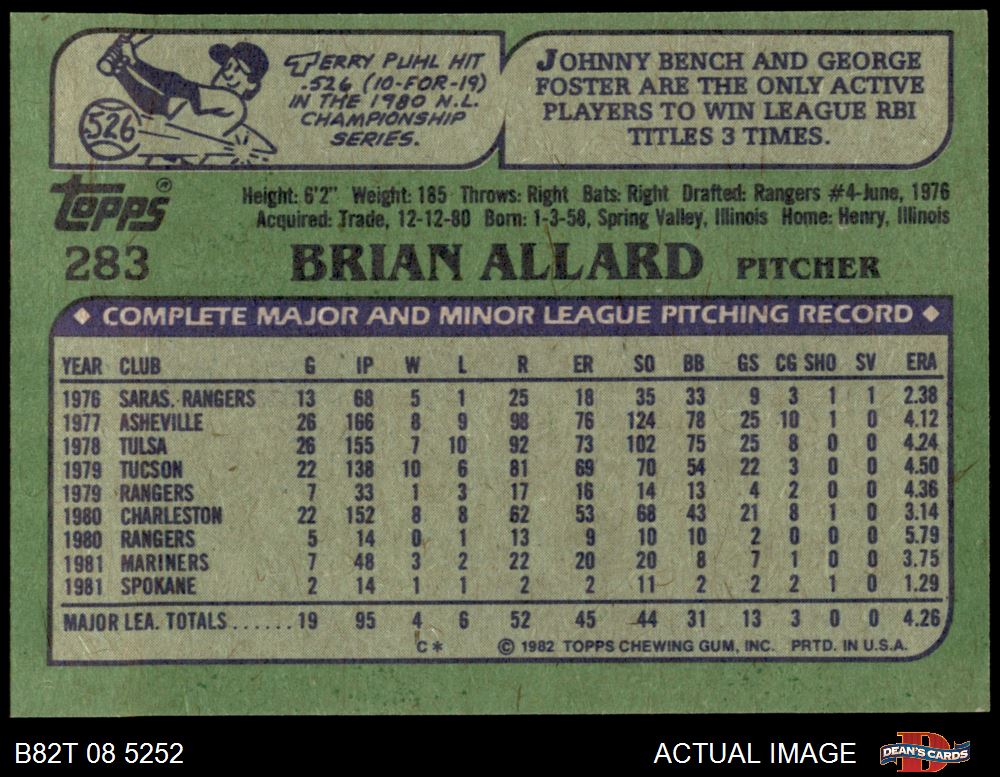 TERRY PUHL HIT
.526 (10-FOR-19)
IN THE 1980 N.L.
CHAMPIONSHIP
SERIES.
526
JOHNNY BENCH AND GEORGE
FOSTER ARE THE ONLY ACTIVE
PLAYERS TO WIN LEAGUE RBI
TITLES 3 TIMES.
Topps®
Height: 6'2" Weight: 185 Throws: Right Bats: Right Drafted: Rangers #4-June, 1976
Acquired: Trade, 12-12-80 Born: 1-3-58, Spring Valley, Illinois Home: Henry, Illinois
283 BRIAN ALLARD PITCHER
◆ COMPLETE MAJOR AND MINOR LEAGUE PITCHING RECORD ◆
YEAR CLUB G IP W L R ER SO BB GS CG SHO SV ERA
1976 SARAS. RANGERS 13 68 5 1 25 18 35 33 9 3 1 1 2.38
1977 ASHEVILLE 26 166 8 9 98 76 124 78 25 10 1 0 4.12
1978 TULSA 26 155 7 10 92 73 102 75 25 8 0 0 4.24
1979 TUCSON 22 138 10 6 81 69 70 54 22 3 0 0 4.50
1979 RANGERS 7 33 1 3 17 16 14 13 4 2 0 0 4.36
1980 CHARLESTON 22 152 8 8 62 53 68 43 21 8 1 0 3.14
1980 RANGERS 5 14 0 1 13 9 10 10 2 0 0 0 5.79
1981 MARINERS 7 48 3 2 22 20 20 8 7 1 0 0 3.75
1981 SPOKANE 2 14 1 1 2 2 11 2 2 2 1 0 1.29
MAJOR LEA. TOTALS......19 95 4 6 52 45 44 31 13 3 0 0 4.26
C* © 1982 TOPPS CHEWING GUM, INC. PRTD. IN U.S.A.
B82T 08 5252 ACTUAL IMAGE DEAN'S CARDS